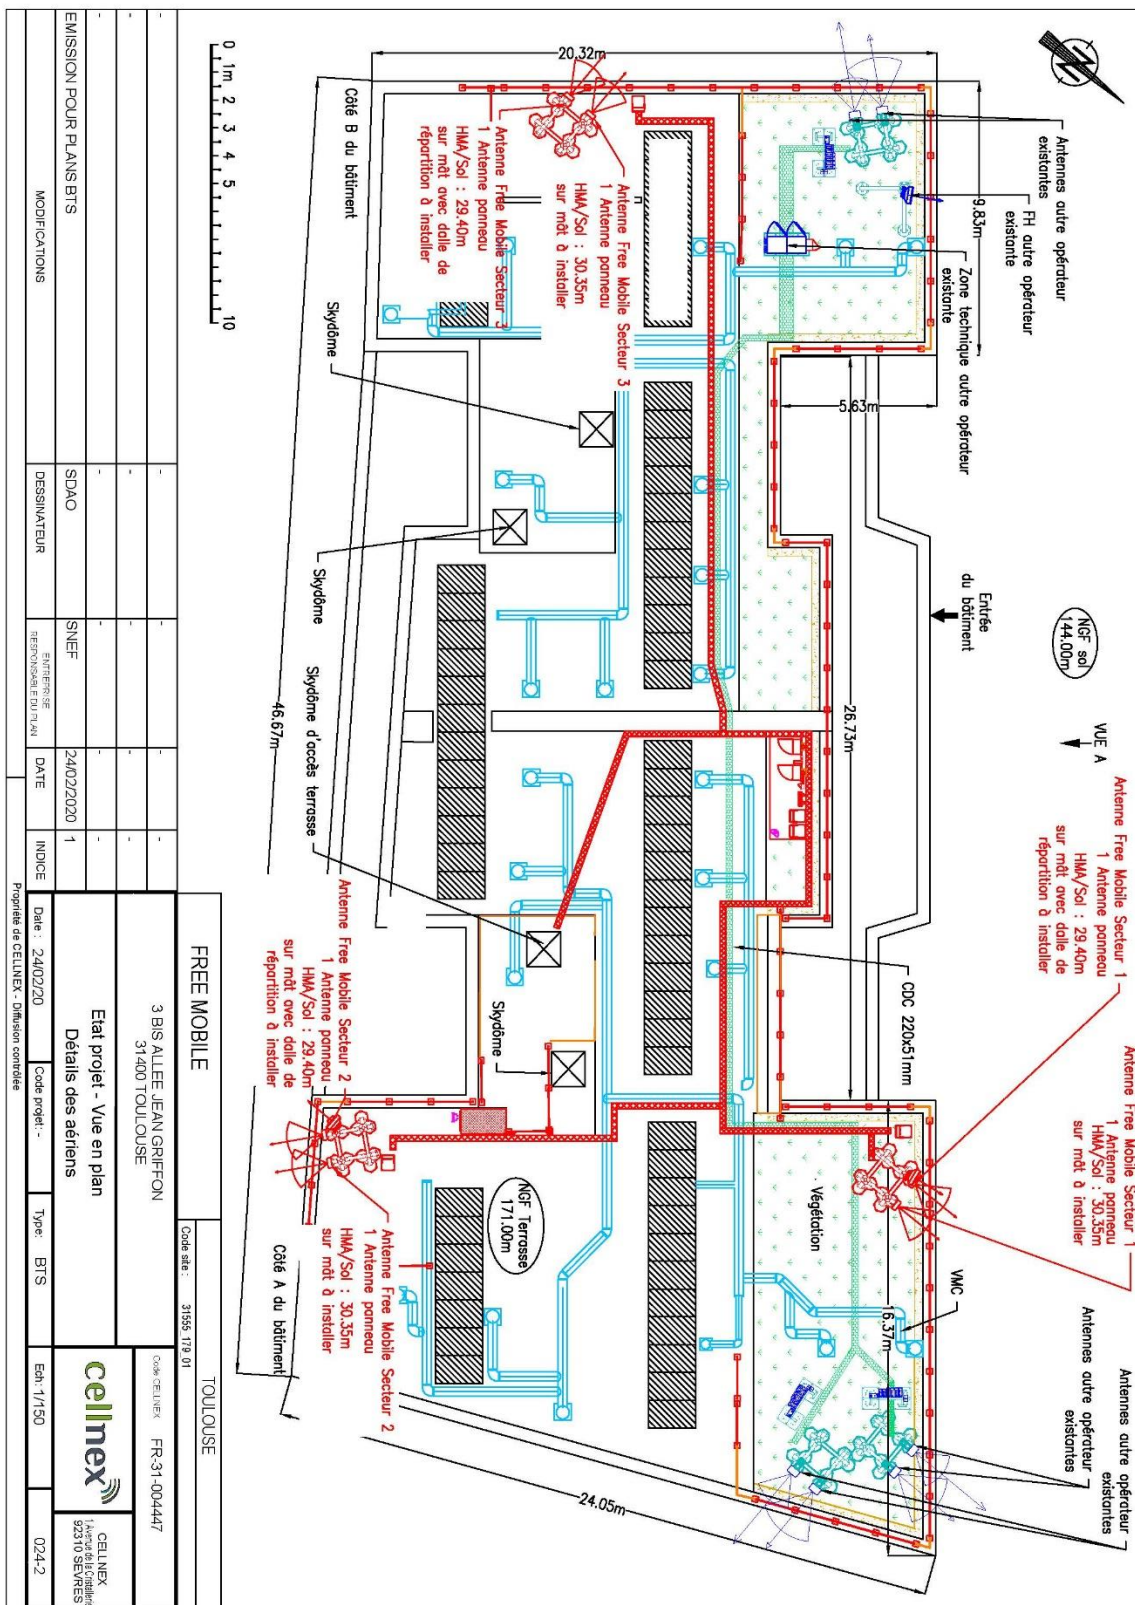 Antennes autre opérateur
existantes
FH autre opérateur
existante
Zone technique autre opérateur
existante
20.32m
9.83m
5.63m
Côté B du bâtiment
Antenne Free Mobile Secteur 3
1 Antenne panneau
HMA/Sol : 29.40m
sur mât avec dalle de
répartition à installer
Antenne Free Mobile Secteur 3
1 Antenne panneau
HMA/Sol : 30.35m
sur mât à installer
0 1m 2 3 4 5 10
Skydôme
Skydôme
Skydôme d'accès terrasse
Entrée
du bâtiment
NGF sol
144.00m
VUE A
26.73m
46.67m
Antenne Free Mobile Secteur 1
1 Antenne panneau
HMA/Sol : 29.40m
sur mât avec dalle de
répartition à installer
Antenne Free Mobile Secteur 1
1 Antenne panneau
HMA/Sol : 30.35m
sur mât à installer
CDC 220x51mm
Skydôme
Antenne Free Mobile Secteur 2
1 Antenne panneau
HMA/Sol : 29.40m
sur mât avec dalle de
répartition à installer
Antenne Free Mobile Secteur 2
1 Antenne panneau
HMA/Sol : 30.35m
sur mât à installer
NGF Terrasse
171.00m
Végétation
VMC
16.37m
Antennes autre opérateur
existantes
Antennes autre opérateur
existantes
Côté A du bâtiment
24.05m
EMISSION POUR PLANS BTS
SDAO
SNEF
24/02/2020
1
MODIFICATIONS
DESSINATEUR
ENTREPRISE
RESPONSABLE DU PLAN
DATE
INDICE
FREE MOBILE
TOULOUSE
Code site : 31555_179_01
3 BIS ALLEE JEAN GRIFFON
31400 TOULOUSE
Code CELLNEX FR-31-004447
Etat projet - Vue en plan
Détails des aériens
cellnex
CELLNEX
1 Avenue de la Cristallerie
92310 SEVRES
Date : 24/02/20
Code projet : -
Type: BTS
Ech: 1/150
024-2
Propriété de CELLNEX - Diffusion contrôlée